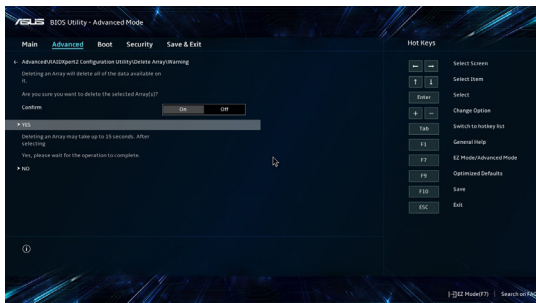 ASUS BIOS Utility - Advanced Mode
Main Advanced Boot Security Save & Exit
Hot Keys
← Advanced\RAIDXpert2 Configuration Utility\Delete Array\Warning
Deleting an Array will delete all of the data available on
it.
Are you sure you want to delete the selected Array(s)?
Confirm On Off
YES
Deleting an Array may take up to 15 seconds. After
selecting
Yes, please wait for the operation to complete.
NO
← → Select Screen
↑ ↓ Select Item
Enter Select
+ − Change Option
Tab Switch to hotkey list
F1 General Help
F7 EZ Mode/Advanced Mode
F9 Optimized Defaults
F10 Save
ESC Exit
EZ Mode(F7) | Search on FAQ